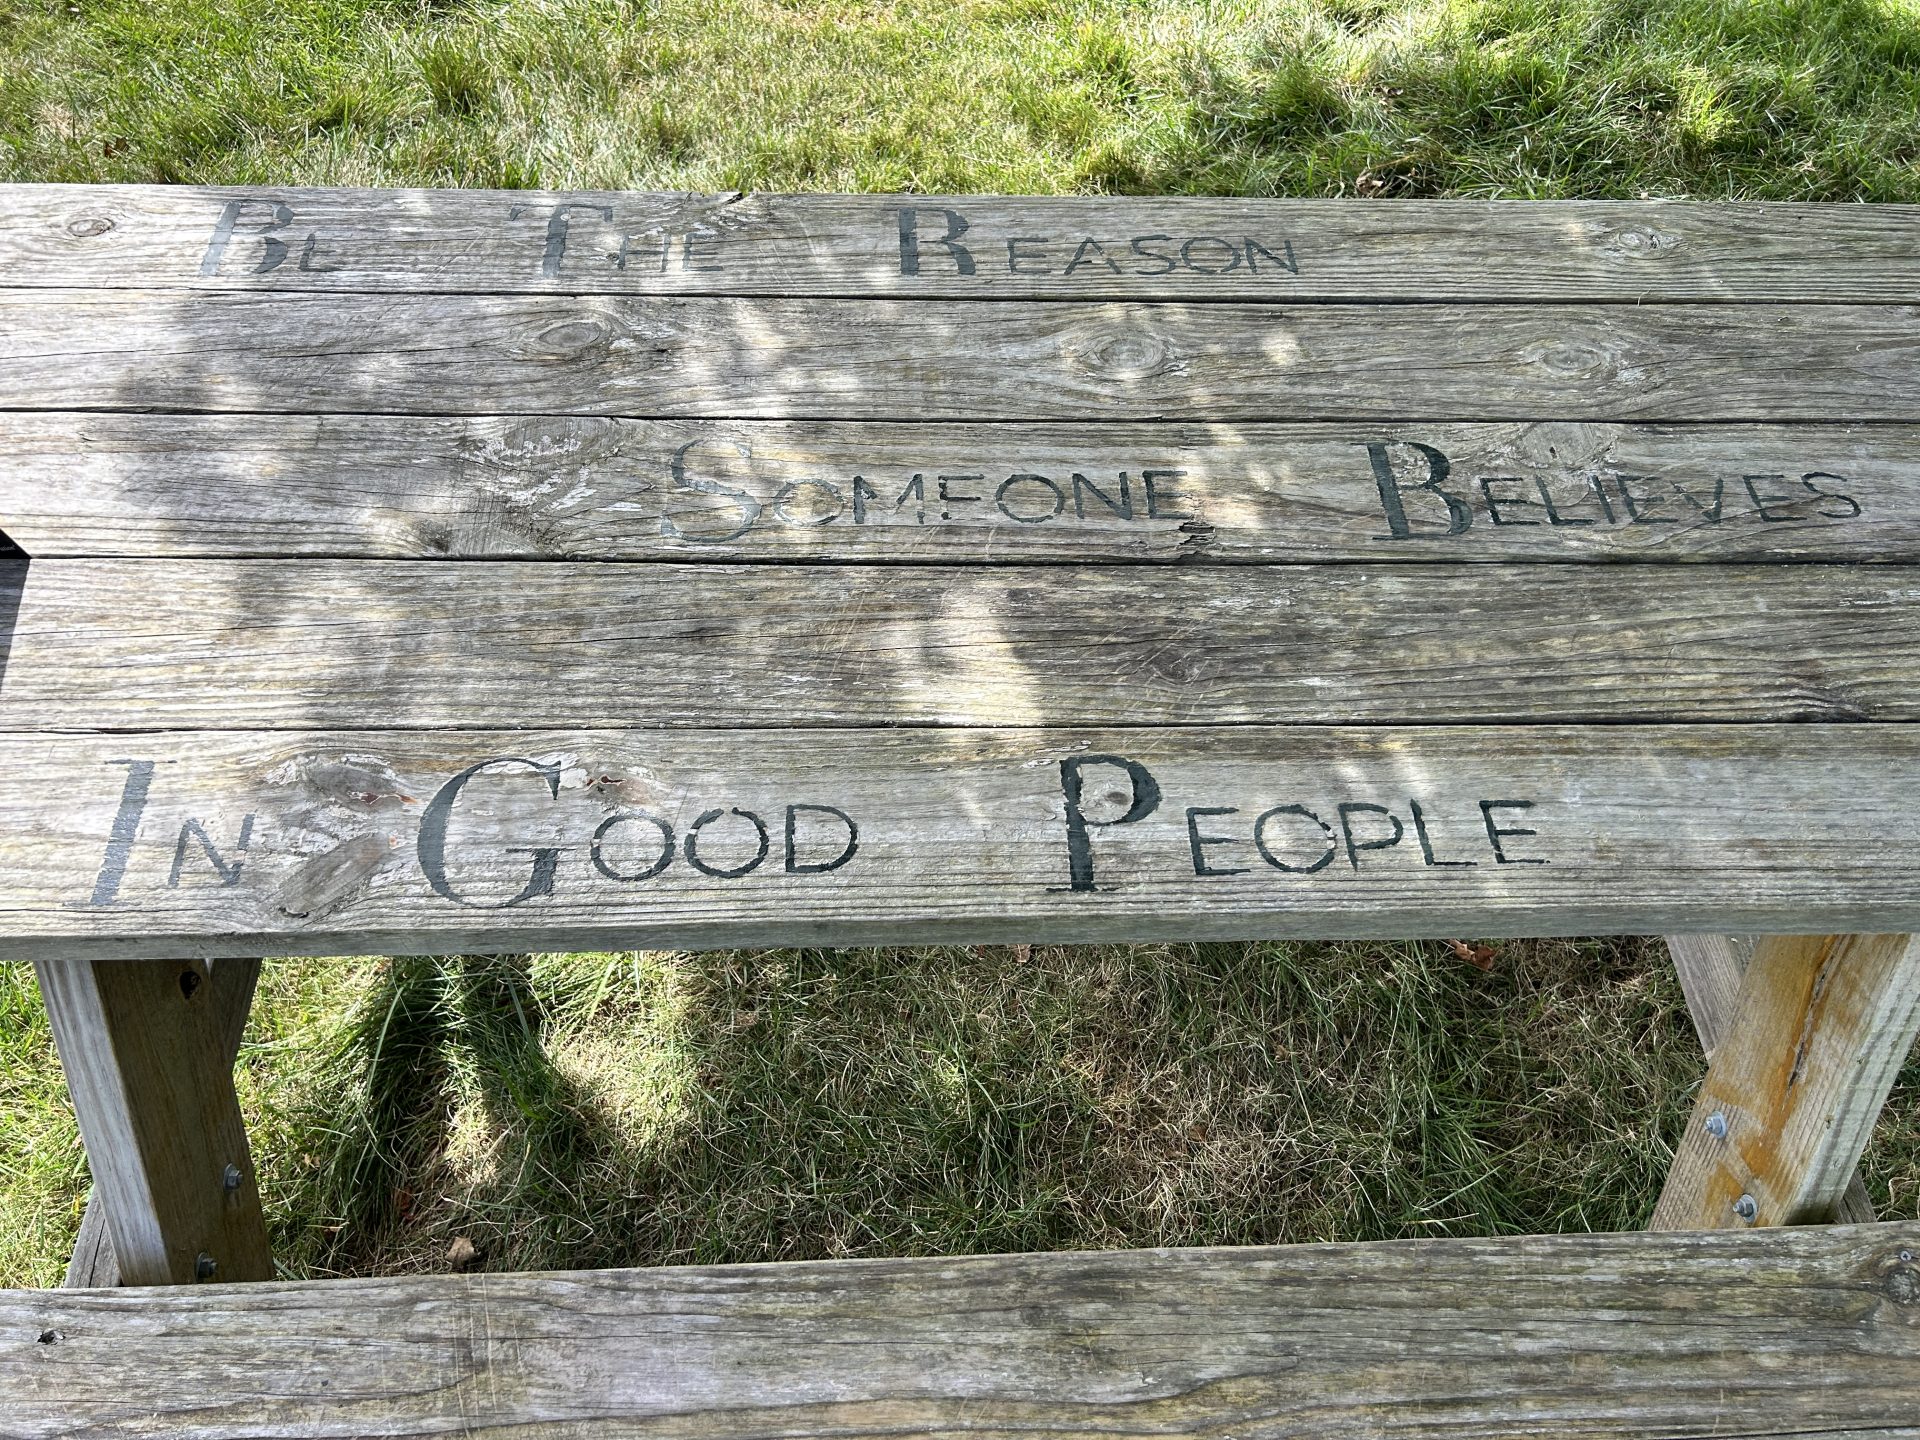 Be The Reason
Someone Believes
In Good People